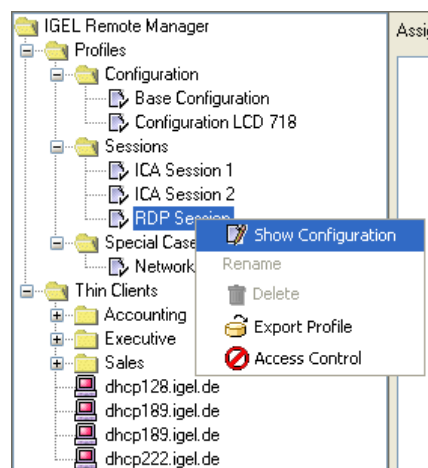 IGEL Remote Manager
Assi
Profiles
Configuration
Base Configuration
Configuration LCD 718
Sessions
ICA Session 1
ICA Session 2
RDP Session
Show Configuration
Special Case
Rename
Network
Delete
Thin Clients
Accounting
Export Profile
Executive
Access Control
Sales
dhcp128.igel.de
dhcp189.igel.de
dhcp189.igel.de
dhcp222.igel.de